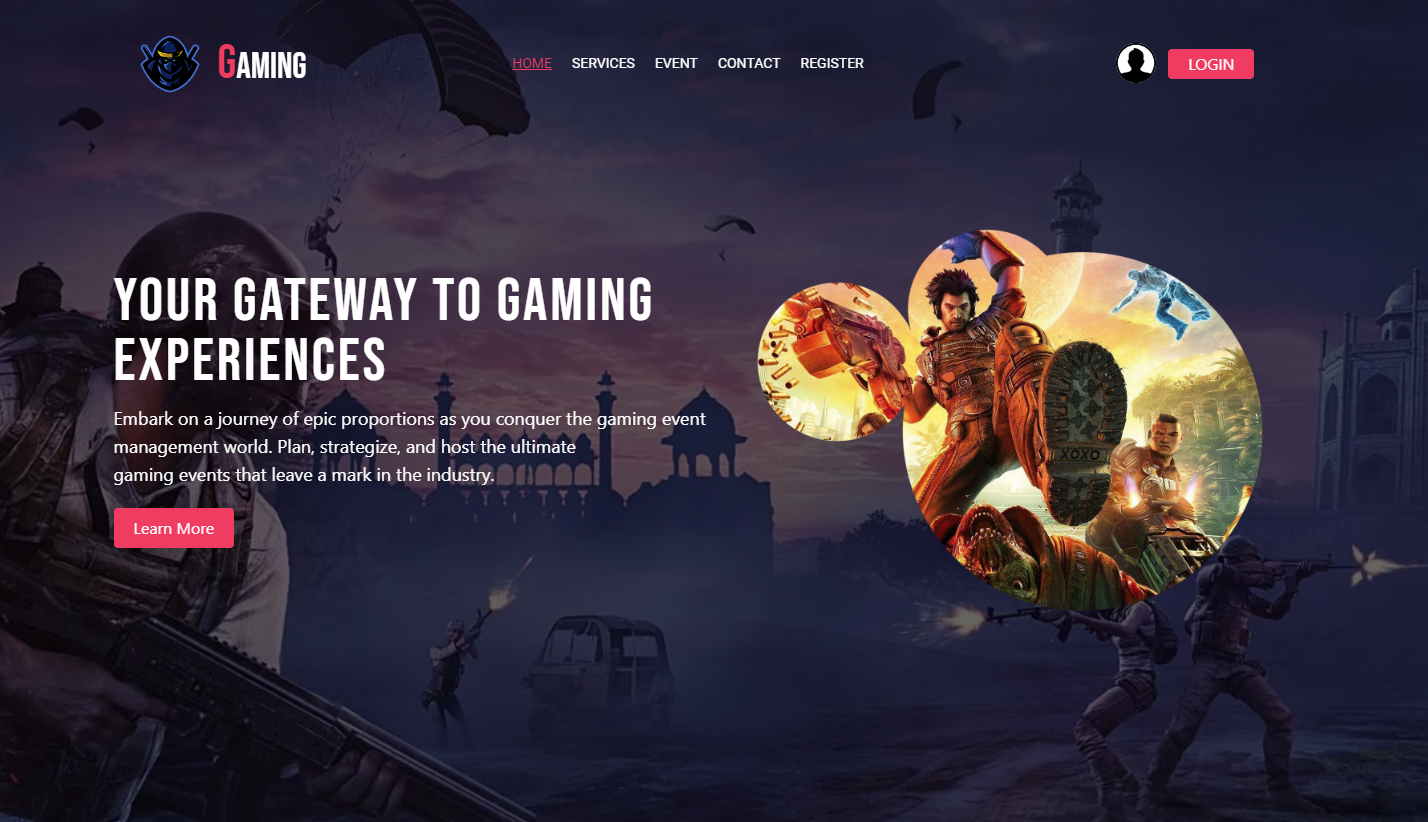 GAMING
HOME SERVICES EVENT CONTACT REGISTER
LOGIN
YOUR GATEWAY TO GAMING
EXPERIENCES
Embark on a journey of epic proportions as you conquer the gaming event
management world. Plan, strategize, and host the ultimate
gaming events that leave a mark in the industry.
Learn More
XOXO